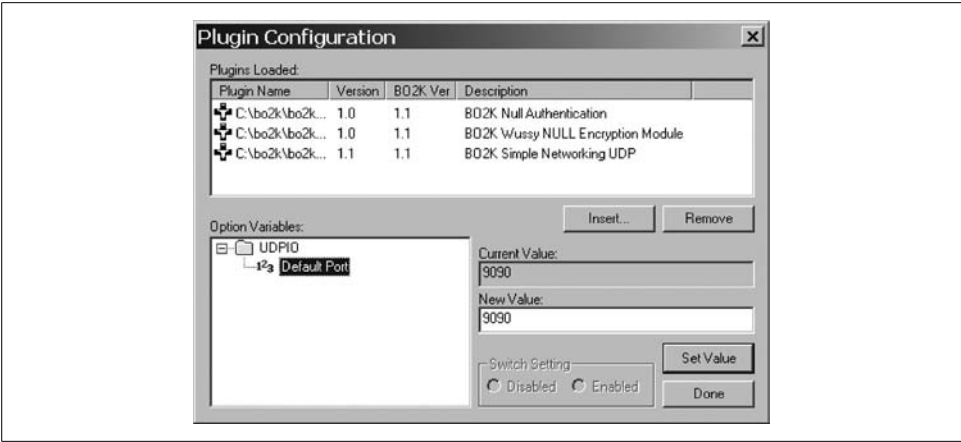 Plugin Configuration
Plugins Loaded:
Plugin Name Version BO2K Ver Description
C:\bo2k\bo2k... 1.0 1.1 BO2K Null Authentication
C:\bo2k\bo2k... 1.0 1.1 BO2K Wussy NULL Encryption Module
C:\bo2k\bo2k... 1.1 1.1 BO2K Simple Networking UDP
Insert... Remove
Option Variables:
UDPIO
123 Default Port
Current Value:
9090
New Value:
9090
Set Value
Switch Setting
Disabled Enabled
Done